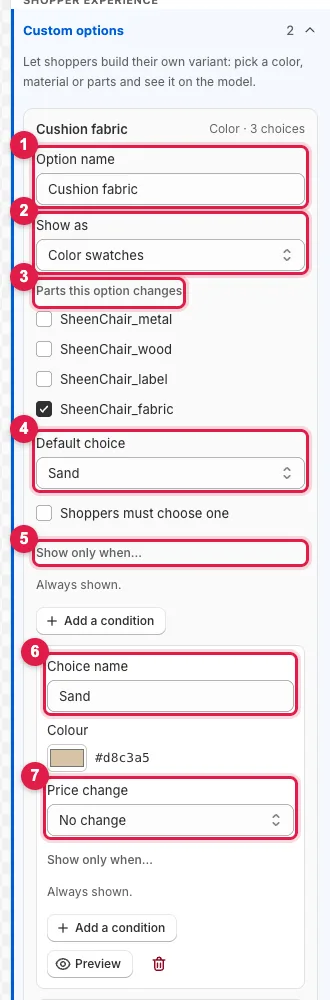 SHOPPER EXPERIENCE
Custom options 2
Let shoppers build their own variant: pick a color,
material or parts and see it on the model.
Cushion fabric Color · 3 choices
1
Option name
Cushion fabric
2
Show as
Color swatches
3
Parts this option changes
SheenChair_metal
SheenChair_wood
SheenChair_label
SheenChair_fabric
4
Default choice
Sand
Shoppers must choose one
5
Show only when...
Always shown.
+ Add a condition
6
Choice name
Sand
Colour
#d8c3a5
7
Price change
No change
Show only when...
Always shown.
+ Add a condition
Preview